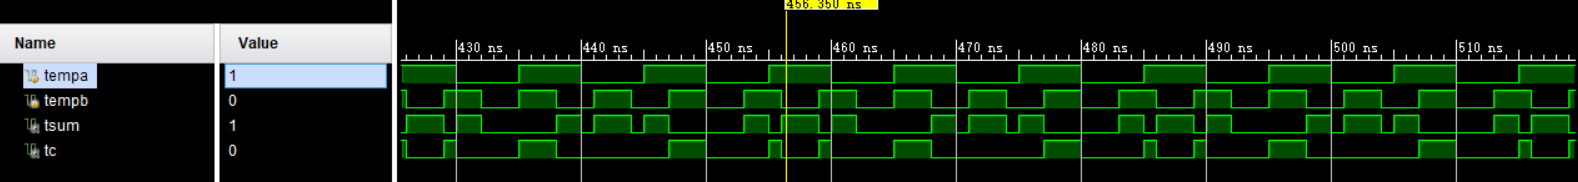 456.350 ns
Name Value
430 ns 440 ns 450 ns 460 ns 470 ns 480 ns 490 ns 500 ns 510 ns
tempa 1
tempb 0
tsum 1
tc 0